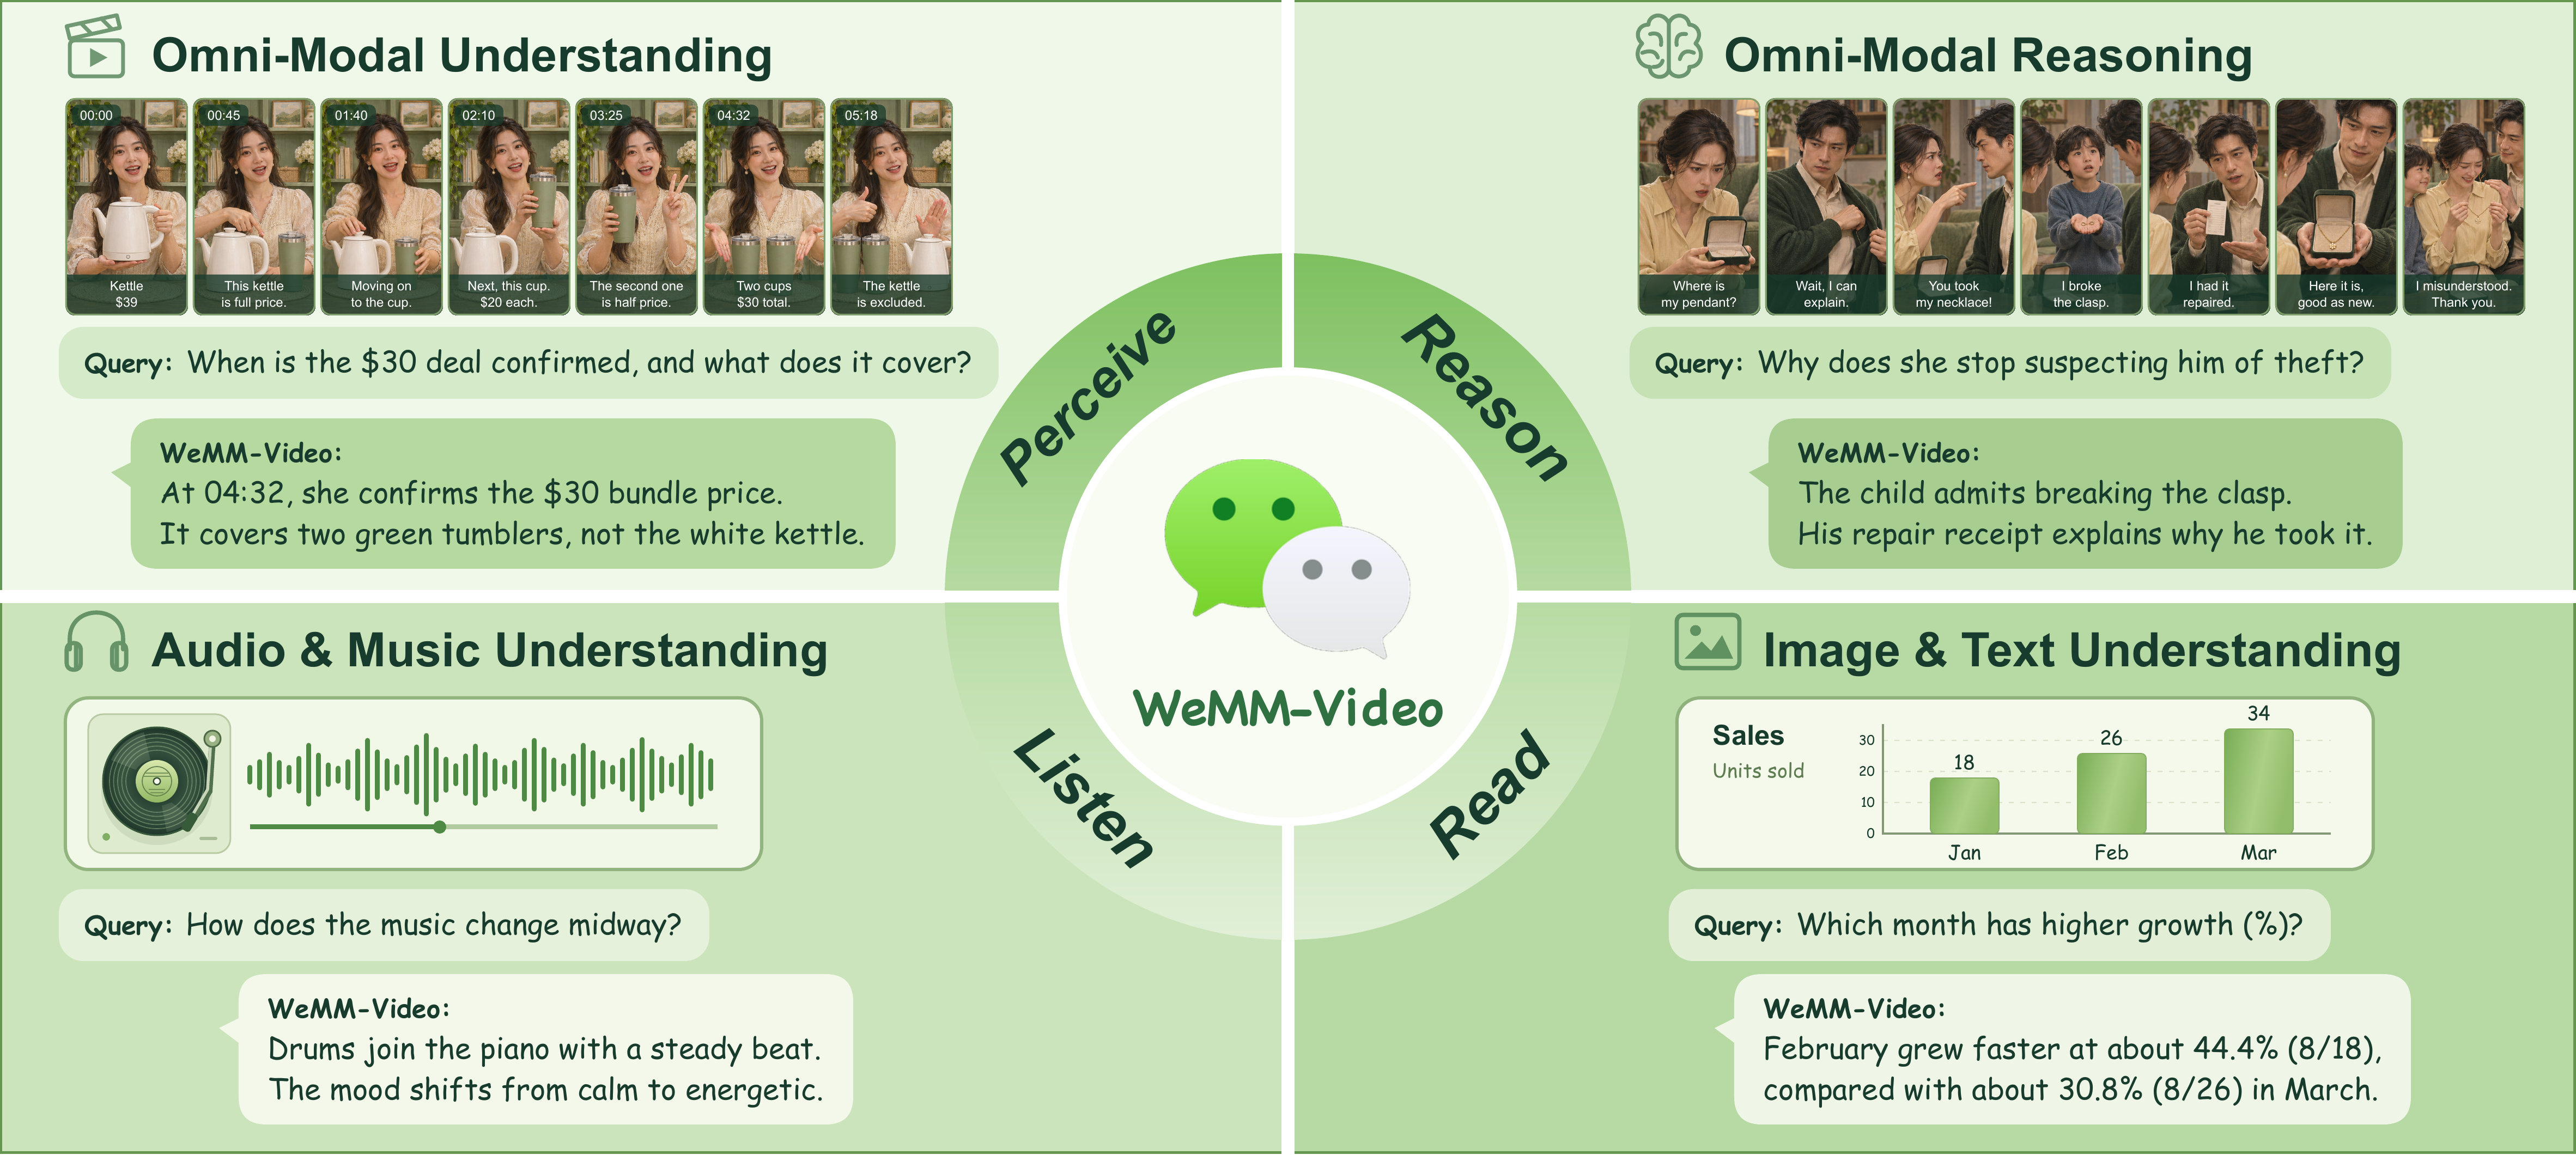 Omni-Modal Understanding
00:00
Kettle
$39
00:45
This kettle
is full price.
01:40
Moving on
to the cup.
02:10
Next, this cup.
$20 each.
03:25
The second one
is half price.
04:32
Two cups
$30 total.
05:18
The kettle
is excluded.
Query: When is the $30 deal confirmed, and what does it cover?
WeMM-Video:
At 04:32, she confirms the $30 bundle price.
It covers two green tumblers, not the white kettle.
Omni-Modal Reasoning
Where is
my pendant?
Wait, I can
explain.
You took
my necklace!
I broke
the clasp.
I had it
repaired.
Here it is,
good as new.
I misunderstood.
Thank you.
Query: Why does she stop suspecting him of theft?
WeMM-Video:
The child admits breaking the clasp.
His repair receipt explains why he took it.
Perceive
Reason
WeMM-Video
Listen
Read
Audio & Music Understanding
Query: How does the music change midway?
WeMM-Video:
Drums join the piano with a steady beat.
The mood shifts from calm to energetic.
Image & Text Understanding
Sales
Units sold
30
20
10
0
18
26
34
Jan
Feb
Mar
Query: Which month has higher growth (%)?
WeMM-Video:
February grew faster at about 44.4% (8/18),
compared with about 30.8% (8/26) in March.